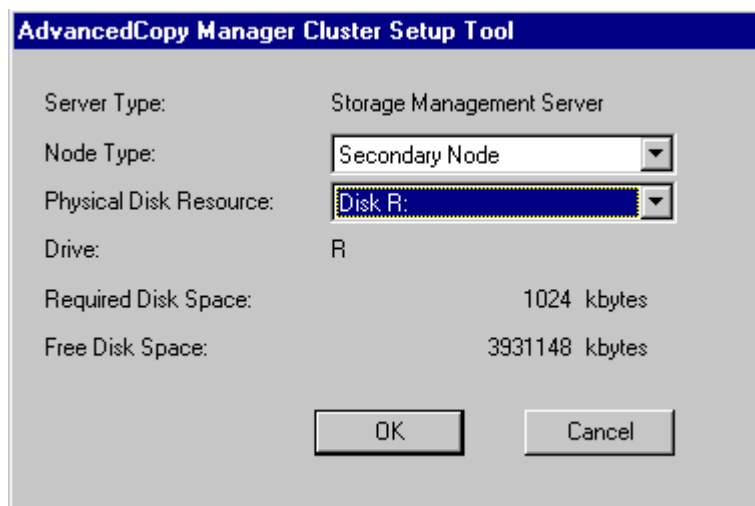 AdvancedCopy Manager Cluster Setup Tool
Server Type: Storage Management Server
Node Type: Secondary Node
Physical Disk Resource: Disk R:
Drive: R
Required Disk Space: 1024 kbytes
Free Disk Space: 3931148 kbytes
OK Cancel